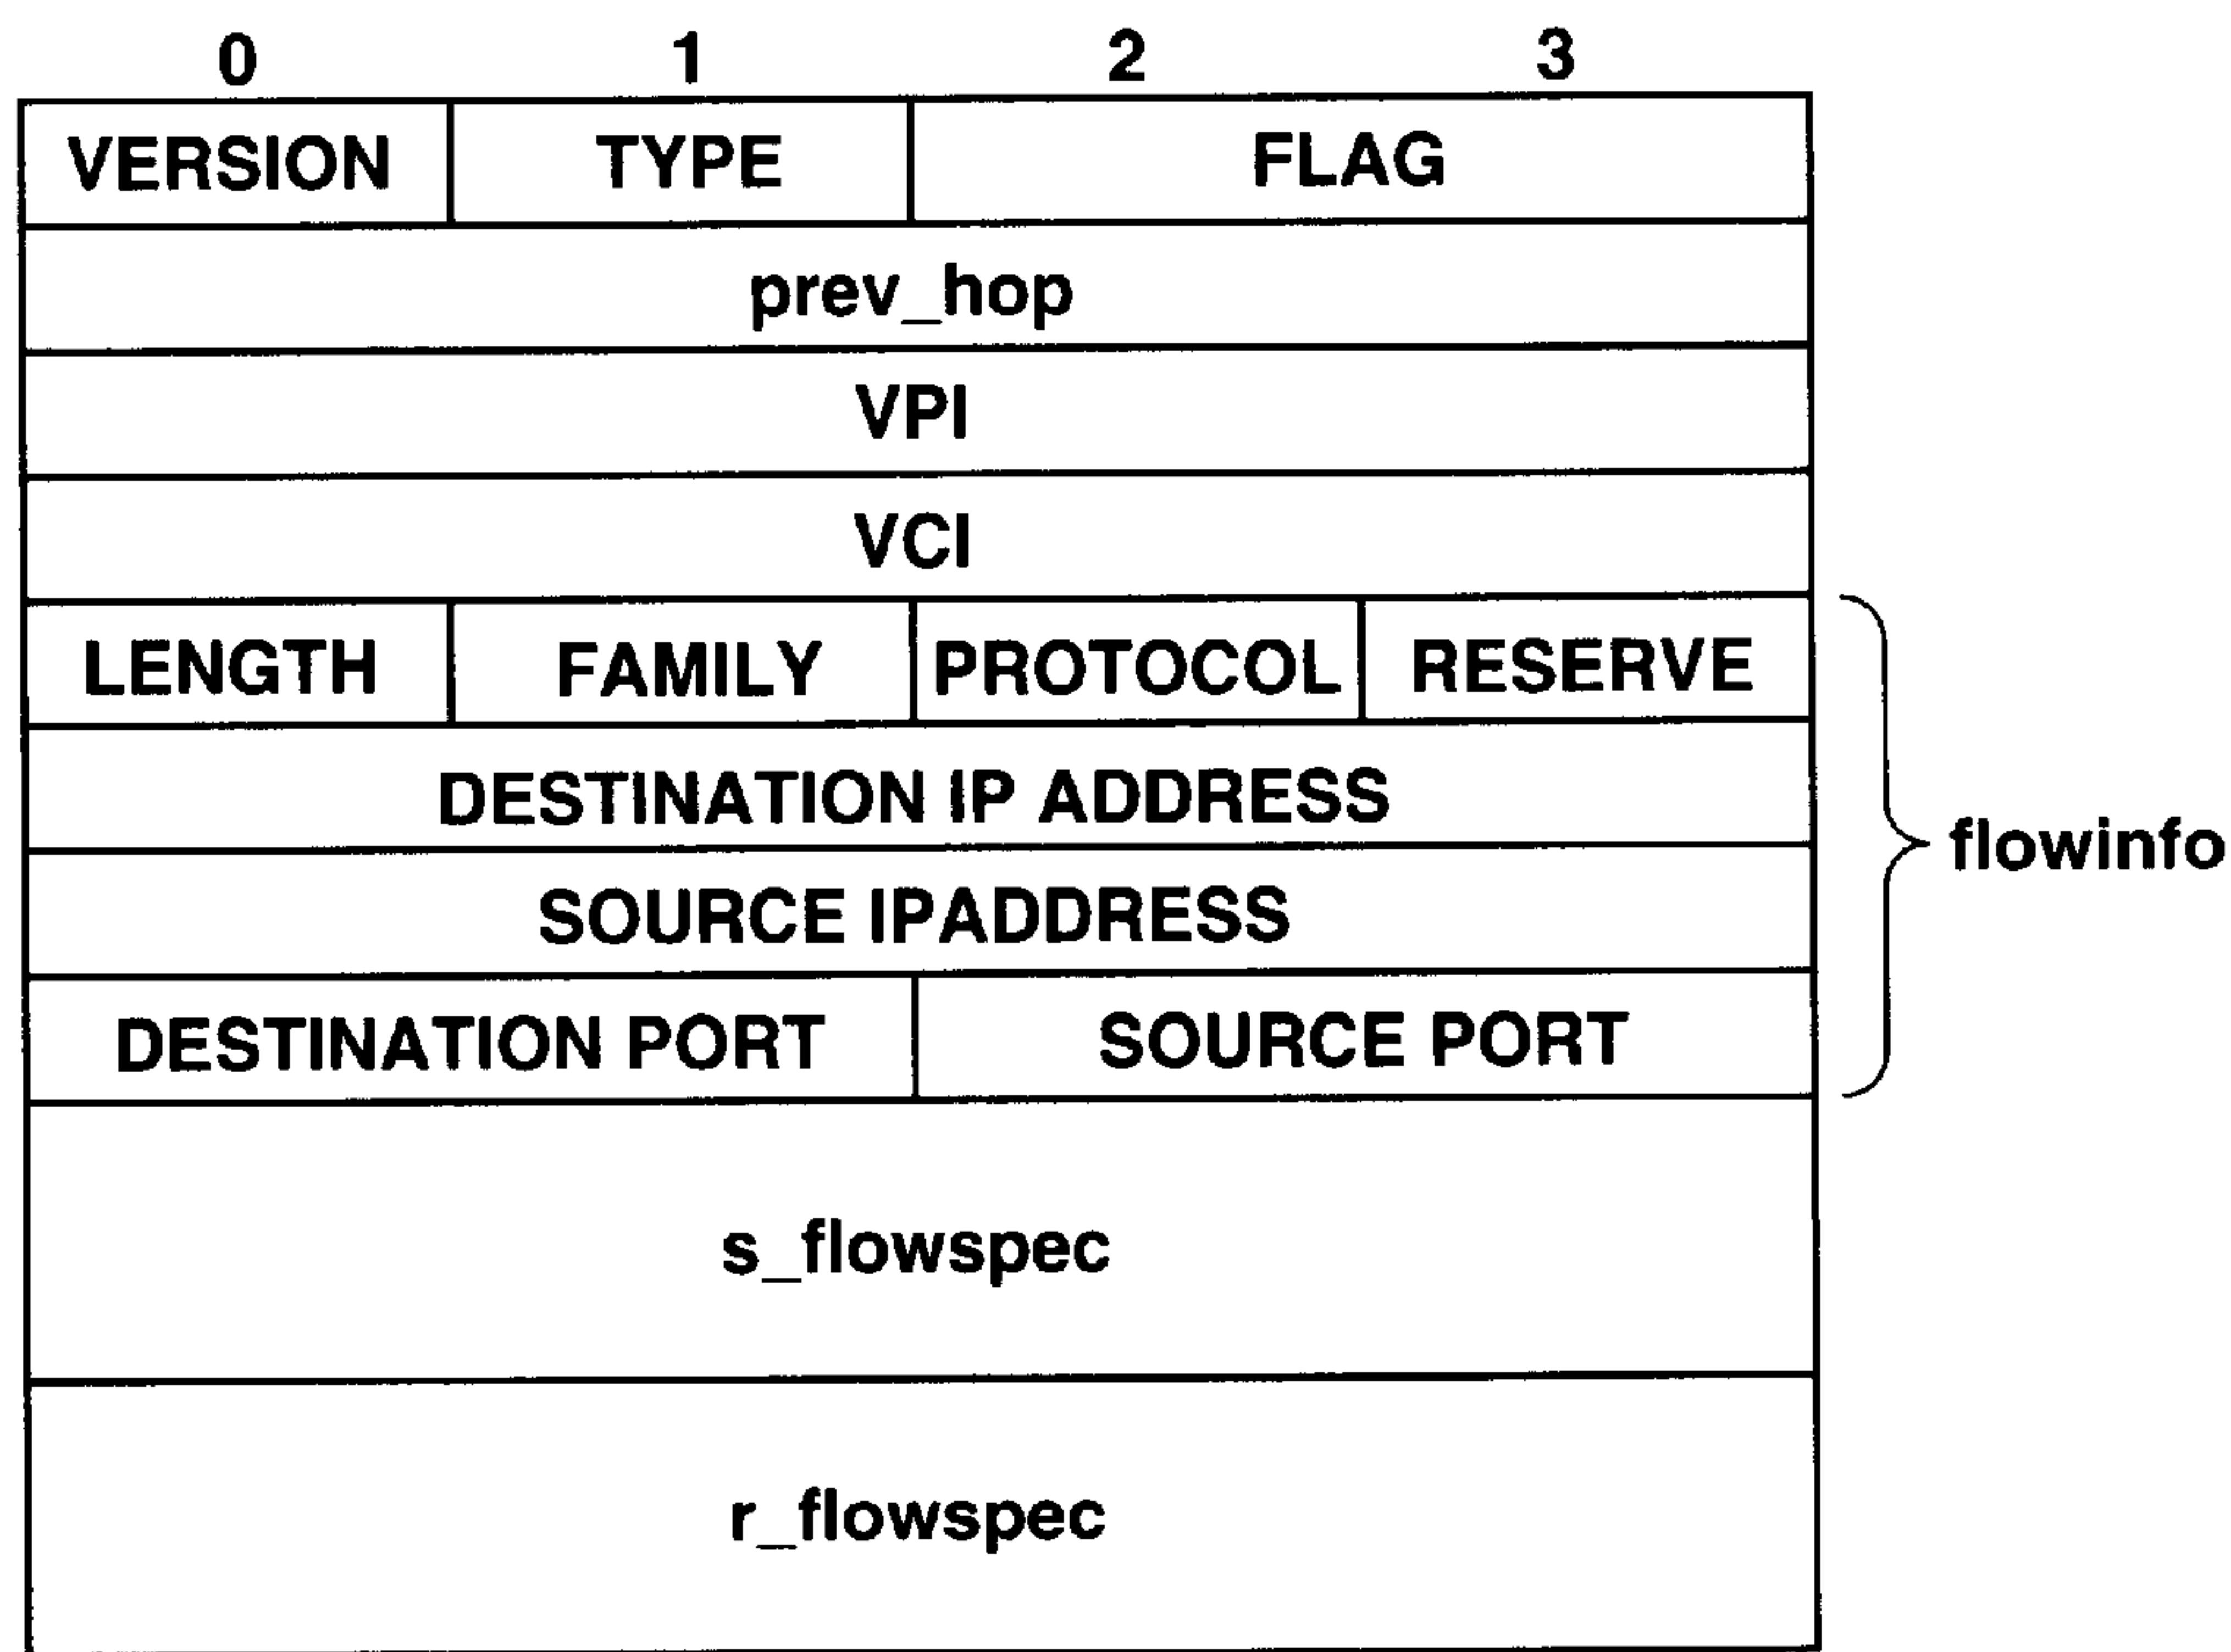 0 1 2 3
VERSION TYPE FLAG
prev_hop
VPI
VCI
LENGTH FAMILY PROTOCOL RESERVE
DESTINATION IP ADDRESS
SOURCE IPADDRESS
flowinfo
DESTINATION PORT SOURCE PORT
s_flowspec
r_flowspec